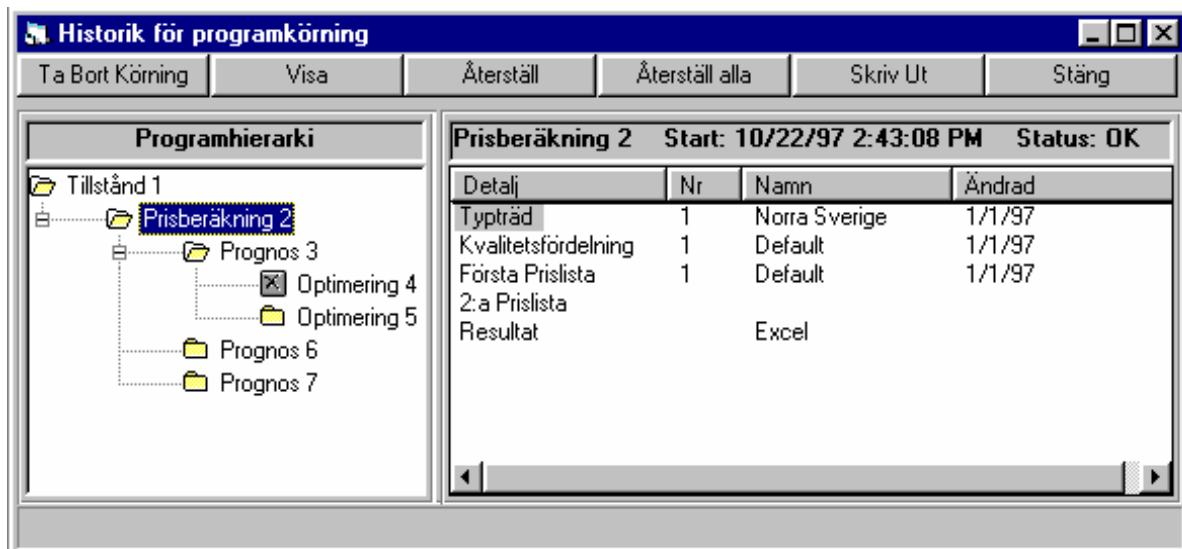 Historik för programkörning
Ta Bort Körning Visa Återställ Återställ alla Skriv Ut Stäng
Programhierarki
Tillstånd 1
Prisberäkning 2
Prognos 3
Optimering 4
Optimering 5
Prognos 6
Prognos 7
Prisberäkning 2 Start: 10/22/97 2:43:08 PM Status: OK
Detalj Nr Namn Ändrad
Typträd 1 Norra Sverige 1/1/97
Kvalitetsfördelning 1 Default 1/1/97
Första Prislista 1 Default 1/1/97
2:a Prislista
Resultat Excel